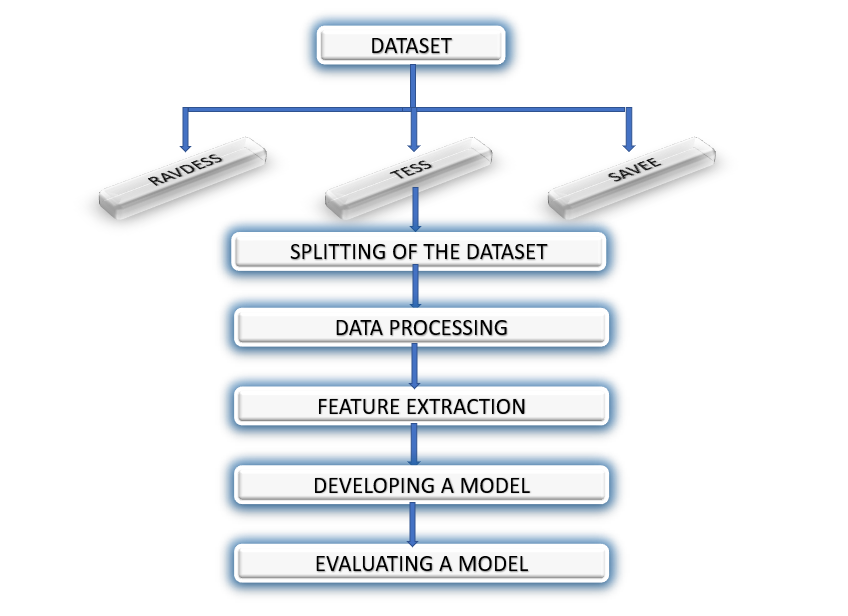 DATASET
RAVDESS
TESS
SAVEE
SPLITTING OF THE DATASET
DATA PROCESSING
FEATURE EXTRACTION
DEVELOPING A MODEL
EVALUATING A MODEL